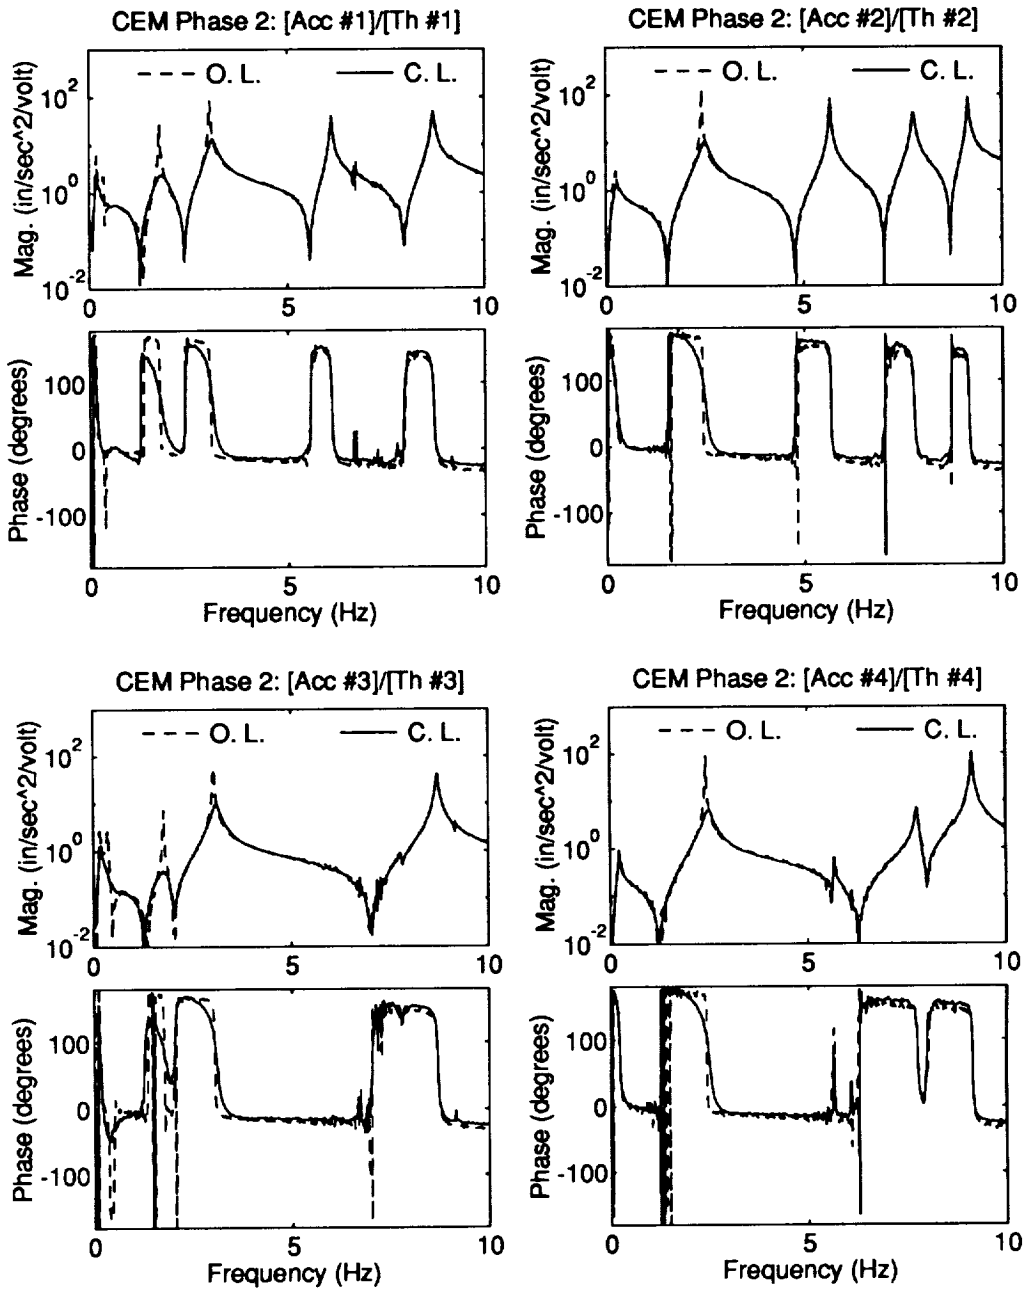 CEM Phase 2: [Acc #1]/[Th #1]
O. L.
C. L.
Mag. (in/sec^2/volt)
10^2
10^0
10^-2
0
5
10
Phase (degrees)
100
0
-100
0
5
10
Frequency (Hz)
CEM Phase 2: [Acc #2]/[Th #2]
O. L.
C. L.
Mag. (in/sec^2/volt)
10^2
10^0
10^-2
0
5
10
Phase (degrees)
100
0
-100
0
5
10
Frequency (Hz)
CEM Phase 2: [Acc #3]/[Th #3]
O. L.
C. L.
Mag. (in/sec^2/volt)
10^2
10^0
10^-2
0
5
10
Phase (degrees)
100
0
-100
0
5
10
Frequency (Hz)
CEM Phase 2: [Acc #4]/[Th #4]
O. L.
C. L.
Mag. (in/sec^2/volt)
10^2
10^0
10^-2
0
5
10
Phase (degrees)
100
0
-100
0
5
10
Frequency (Hz)